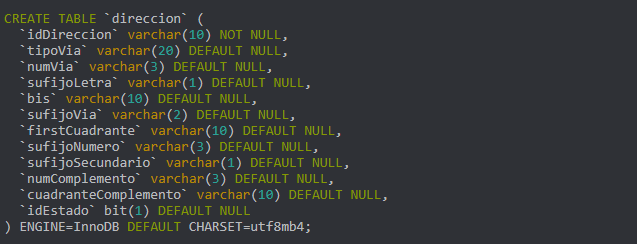 CREATE TABLE `direccion` (
  `idDireccion` varchar(10) NOT NULL,
  `tipoVia` varchar(20) DEFAULT NULL,
  `numVia` varchar(3) DEFAULT NULL,
  `sufijoLetra` varchar(1) DEFAULT NULL,
  `bis` varchar(10) DEFAULT NULL,
  `sufijoVia` varchar(2) DEFAULT NULL,
  `firstCuadrante` varchar(10) DEFAULT NULL,
  `sufijoNumero` varchar(3) DEFAULT NULL,
  `sufijoSecundario` varchar(1) DEFAULT NULL,
  `numComplemento` varchar(3) DEFAULT NULL,
  `cuadranteComplemento` varchar(10) DEFAULT NULL,
  `idEstado` bit(1) DEFAULT NULL
) ENGINE=InnoDB DEFAULT CHARSET=utf8mb4;